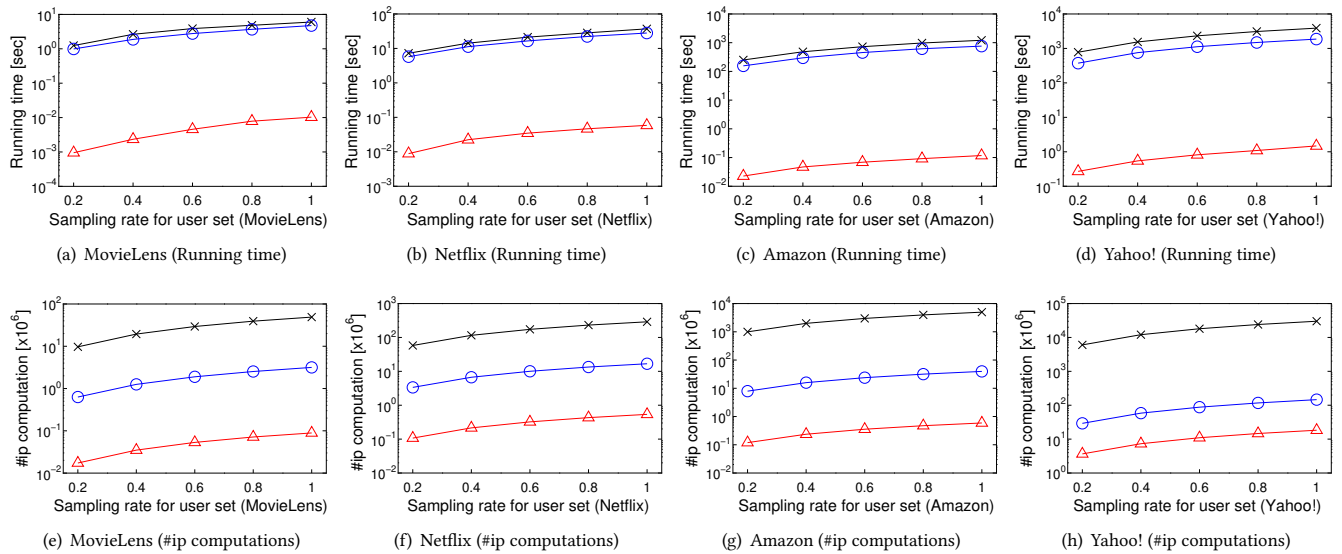 Running time [sec]
10^1
10^0
10^-1
10^-2
10^-3
10^-4
0.2 0.4 0.6 0.8 1
Sampling rate for user set (MovieLens)
(a) MovieLens (Running time)
Running time [sec]
10^2
10^1
10^0
10^-1
10^-2
10^-3
0.2 0.4 0.6 0.8 1
Sampling rate for user set (Netflix)
(b) Netflix (Running time)
Running time [sec]
10^4
10^3
10^2
10^1
10^0
10^-1
10^-2
0.2 0.4 0.6 0.8 1
Sampling rate for user set (Amazon)
(c) Amazon (Running time)
Running time [sec]
10^4
10^3
10^2
10^1
10^0
10^-1
0.2 0.4 0.6 0.8 1
Sampling rate for user set (Yahoo!)
(d) Yahoo! (Running time)
#ip computation [x10^6]
10^2
10^1
10^0
10^-1
10^-2
0.2 0.4 0.6 0.8 1
Sampling rate for user set (MovieLens)
(e) MovieLens (#ip computations)
#ip computation [x10^6]
10^3
10^2
10^1
10^0
10^-1
10^-2
0.2 0.4 0.6 0.8 1
Sampling rate for user set (Netflix)
(f) Netflix (#ip computations)
#ip computation [x10^6]
10^4
10^3
10^2
10^1
10^0
10^-1
10^-2
0.2 0.4 0.6 0.8 1
Sampling rate for user set (Amazon)
(g) Amazon (#ip computations)
#ip computation [x10^6]
10^5
10^4
10^3
10^2
10^1
10^0
0.2 0.4 0.6 0.8 1
Sampling rate for user set (Yahoo!)
(h) Yahoo! (#ip computations)